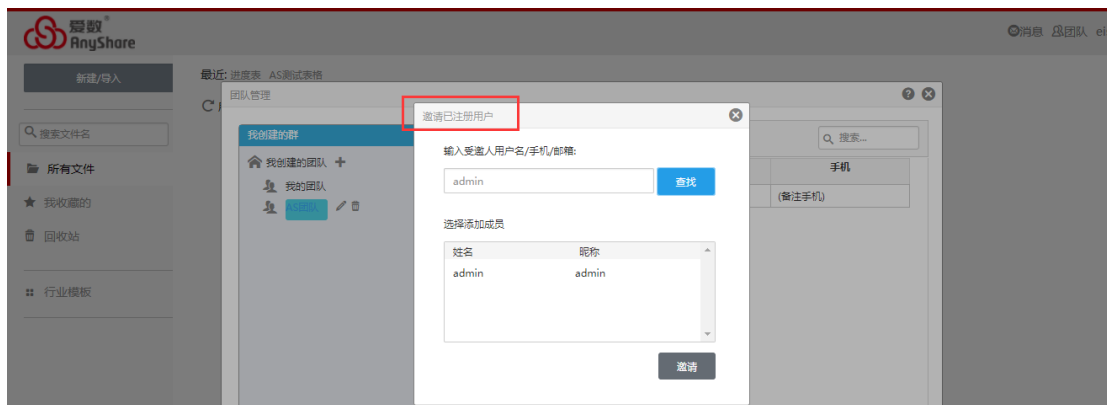 爱数®
AnyShare
消息 团队 ei
新建/导入
最近: 进度表 AS测试表格
团队管理
邀请已注册用户
搜索文件名
我创建的群
搜索...
输入受邀人用户名/手机/邮箱:
所有文件
我创建的团队
手机
admin 查找
我的团队
我收藏的
AS团队
(备注手机)
选择添加成员
回收站
姓名 昵称
admin admin
行业模板
邀请